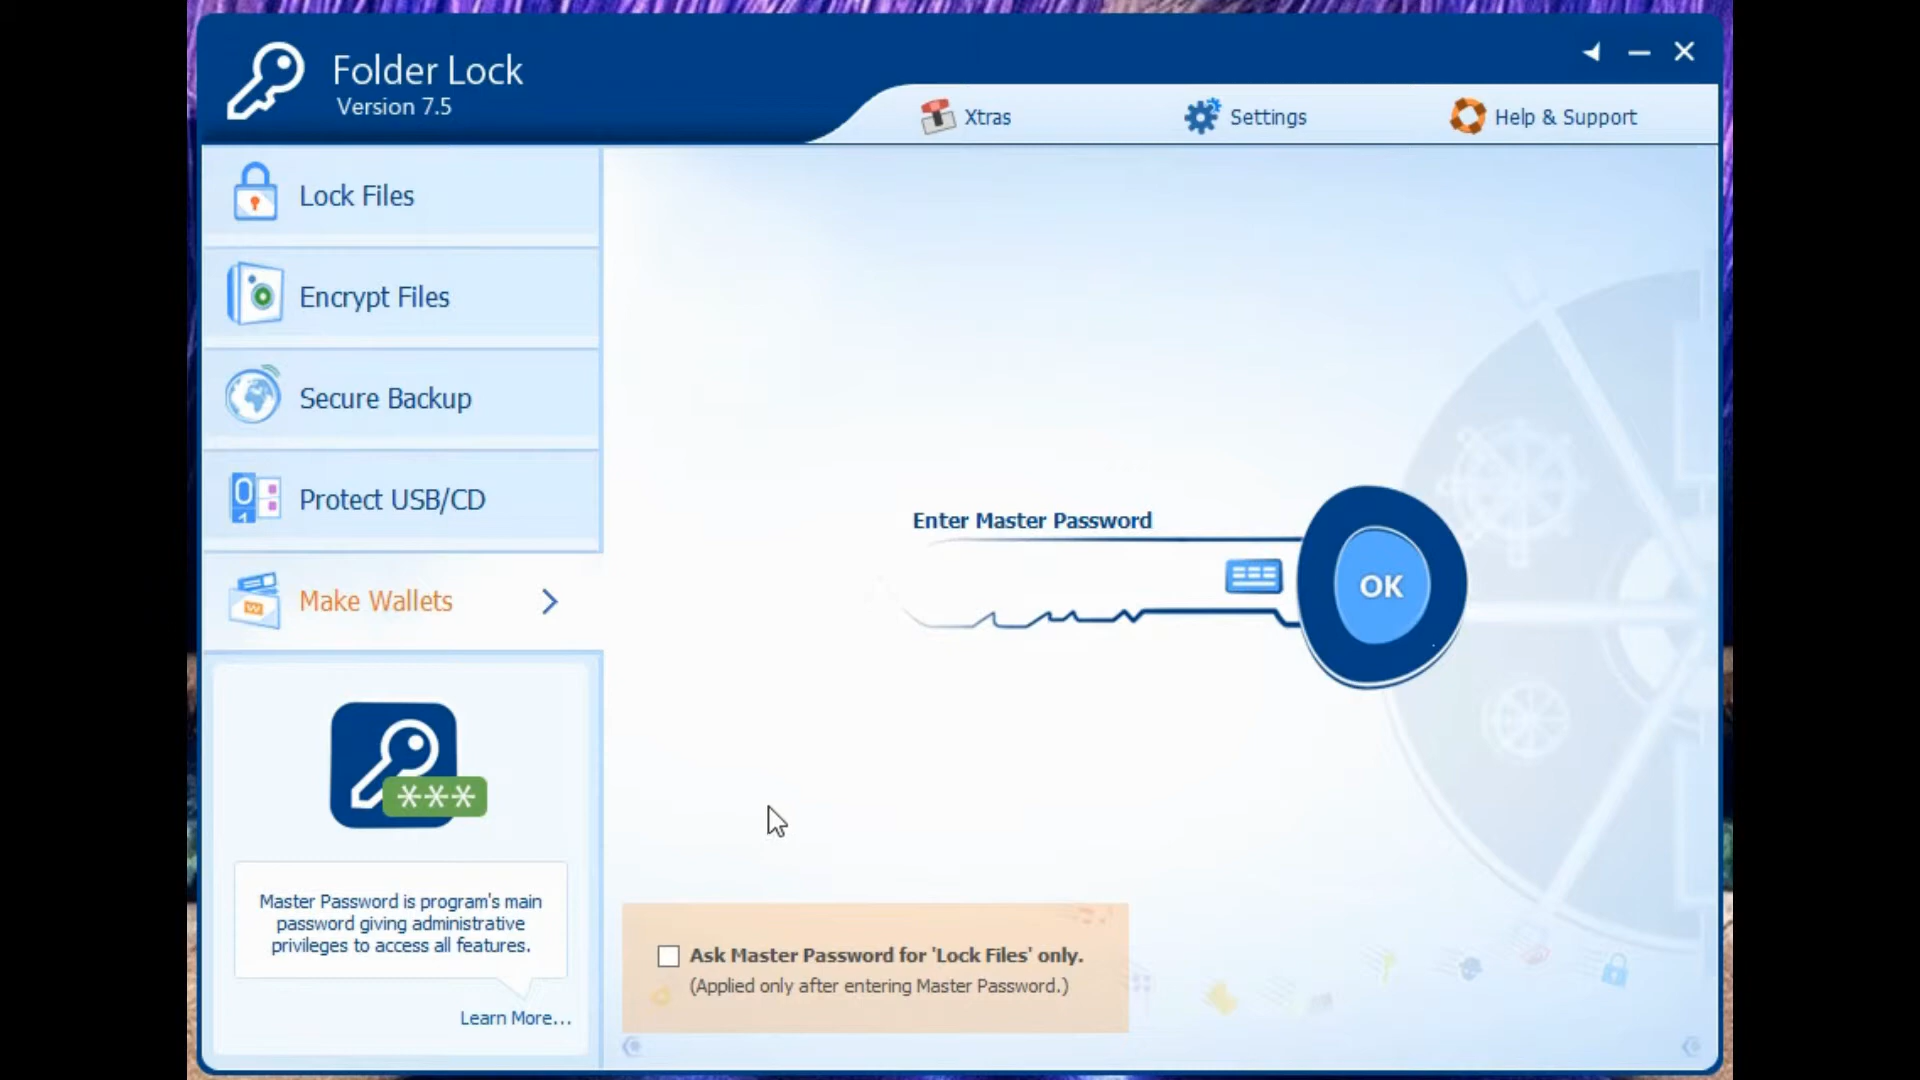 Folder Lock
Version 7.5
Xtras
Settings
Help & Support
Lock Files
Encrypt Files
Secure Backup
Protect USB/CD
Make Wallets
Enter Master Password
OK
***
Master Password is program's main
password giving administrative
privileges to access all features.
Learn More...
Ask Master Password for 'Lock Files' only.
(Applied only after entering Master Password.)